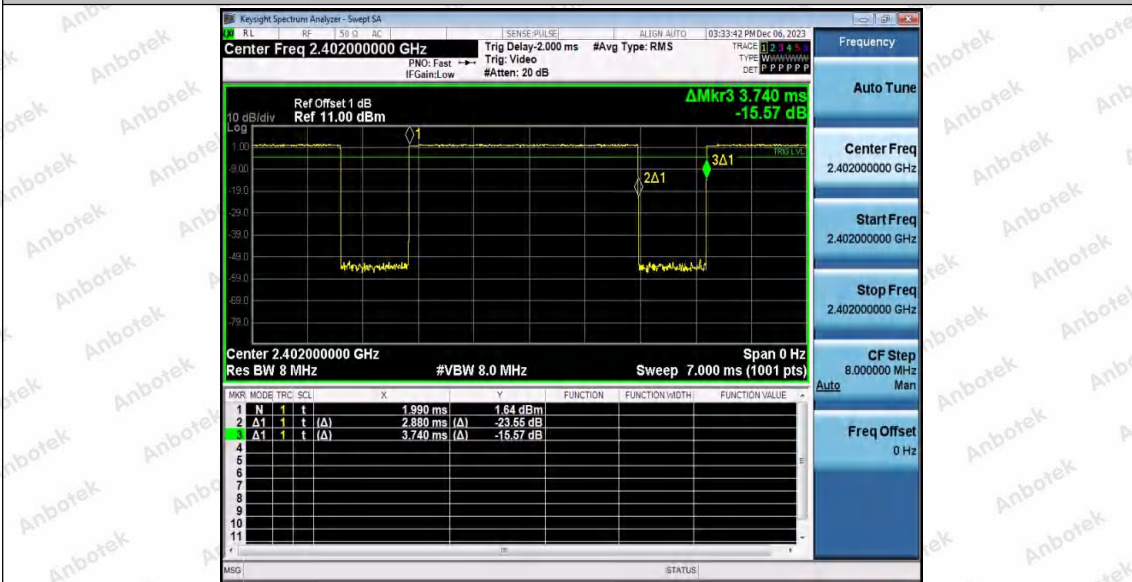 Keysight Spectrum Analyzer - Swept SA
RL RF 50 Ω AC SENSE:PULSE ALIGN AUTO 03:33:42 PM Dec 06, 2023
Center Freq 2.402000000 GHz Trig Delay-2.000 ms #Avg Type: RMS TRACE 1 2 3 4 5 6
PNO: Fast Trig: Video TYPE WWWWWW
IFGain:Low #Atten: 20 dB DET P P P P P P
Frequency
ΔMkr3 3.740 ms
-15.57 dB
Ref Offset 1 dB
10 dB/div Ref 11.00 dBm
Log
1.00
-9.00
-19.0
-29.0
-39.0
-49.0
-59.0
-69.0
-79.0
1
2Δ1
3Δ1
TRIG LVL
Center 2.402000000 GHz Span 0 Hz
Res BW 8 MHz #VBW 8.0 MHz Sweep 7.000 ms (1001 pts)
MKR MODE TRC SCL X Y FUNCTION FUNCTION WIDTH FUNCTION VALUE
1 N 1 t 1.990 ms 1.64 dBm
2 Δ1 1 t (Δ) 2.880 ms (Δ) -23.55 dB
3 Δ1 1 t (Δ) 3.740 ms (Δ) -15.57 dB
4
5
6
7
8
9
10
11
MSG STATUS
Auto Tune
Center Freq
2.402000000 GHz
Start Freq
2.402000000 GHz
Stop Freq
2.402000000 GHz
CF Step
8.000000 MHz
Auto Man
Freq Offset
0 Hz
Anbotek